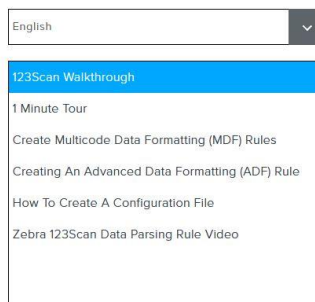 English
123Scan Walkthrough
1 Minute Tour
Create Multicode Data Formatting (MDF) Rules
Creating An Advanced Data Formatting (ADF) Rule
How To Create A Configuration File
Zebra 123Scan Data Parsing Rule Video